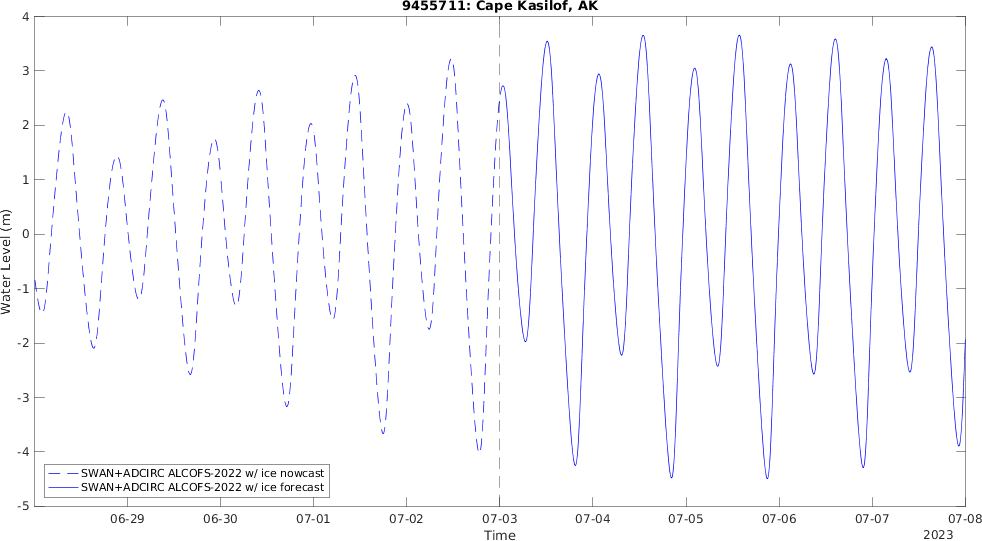 9455711: Cape Kasilof, AK
4
3
2
1
0
-1
-2
-3
-4
-5
Water Level (m)
SWAN+ADCIRC ALCOFS-2022 w/ ice nowcast
SWAN+ADCIRC ALCOFS-2022 w/ ice forecast
06-29 06-30 07-01 07-02 07-03 07-04 07-05 07-06 07-07 07-08
Time
2023